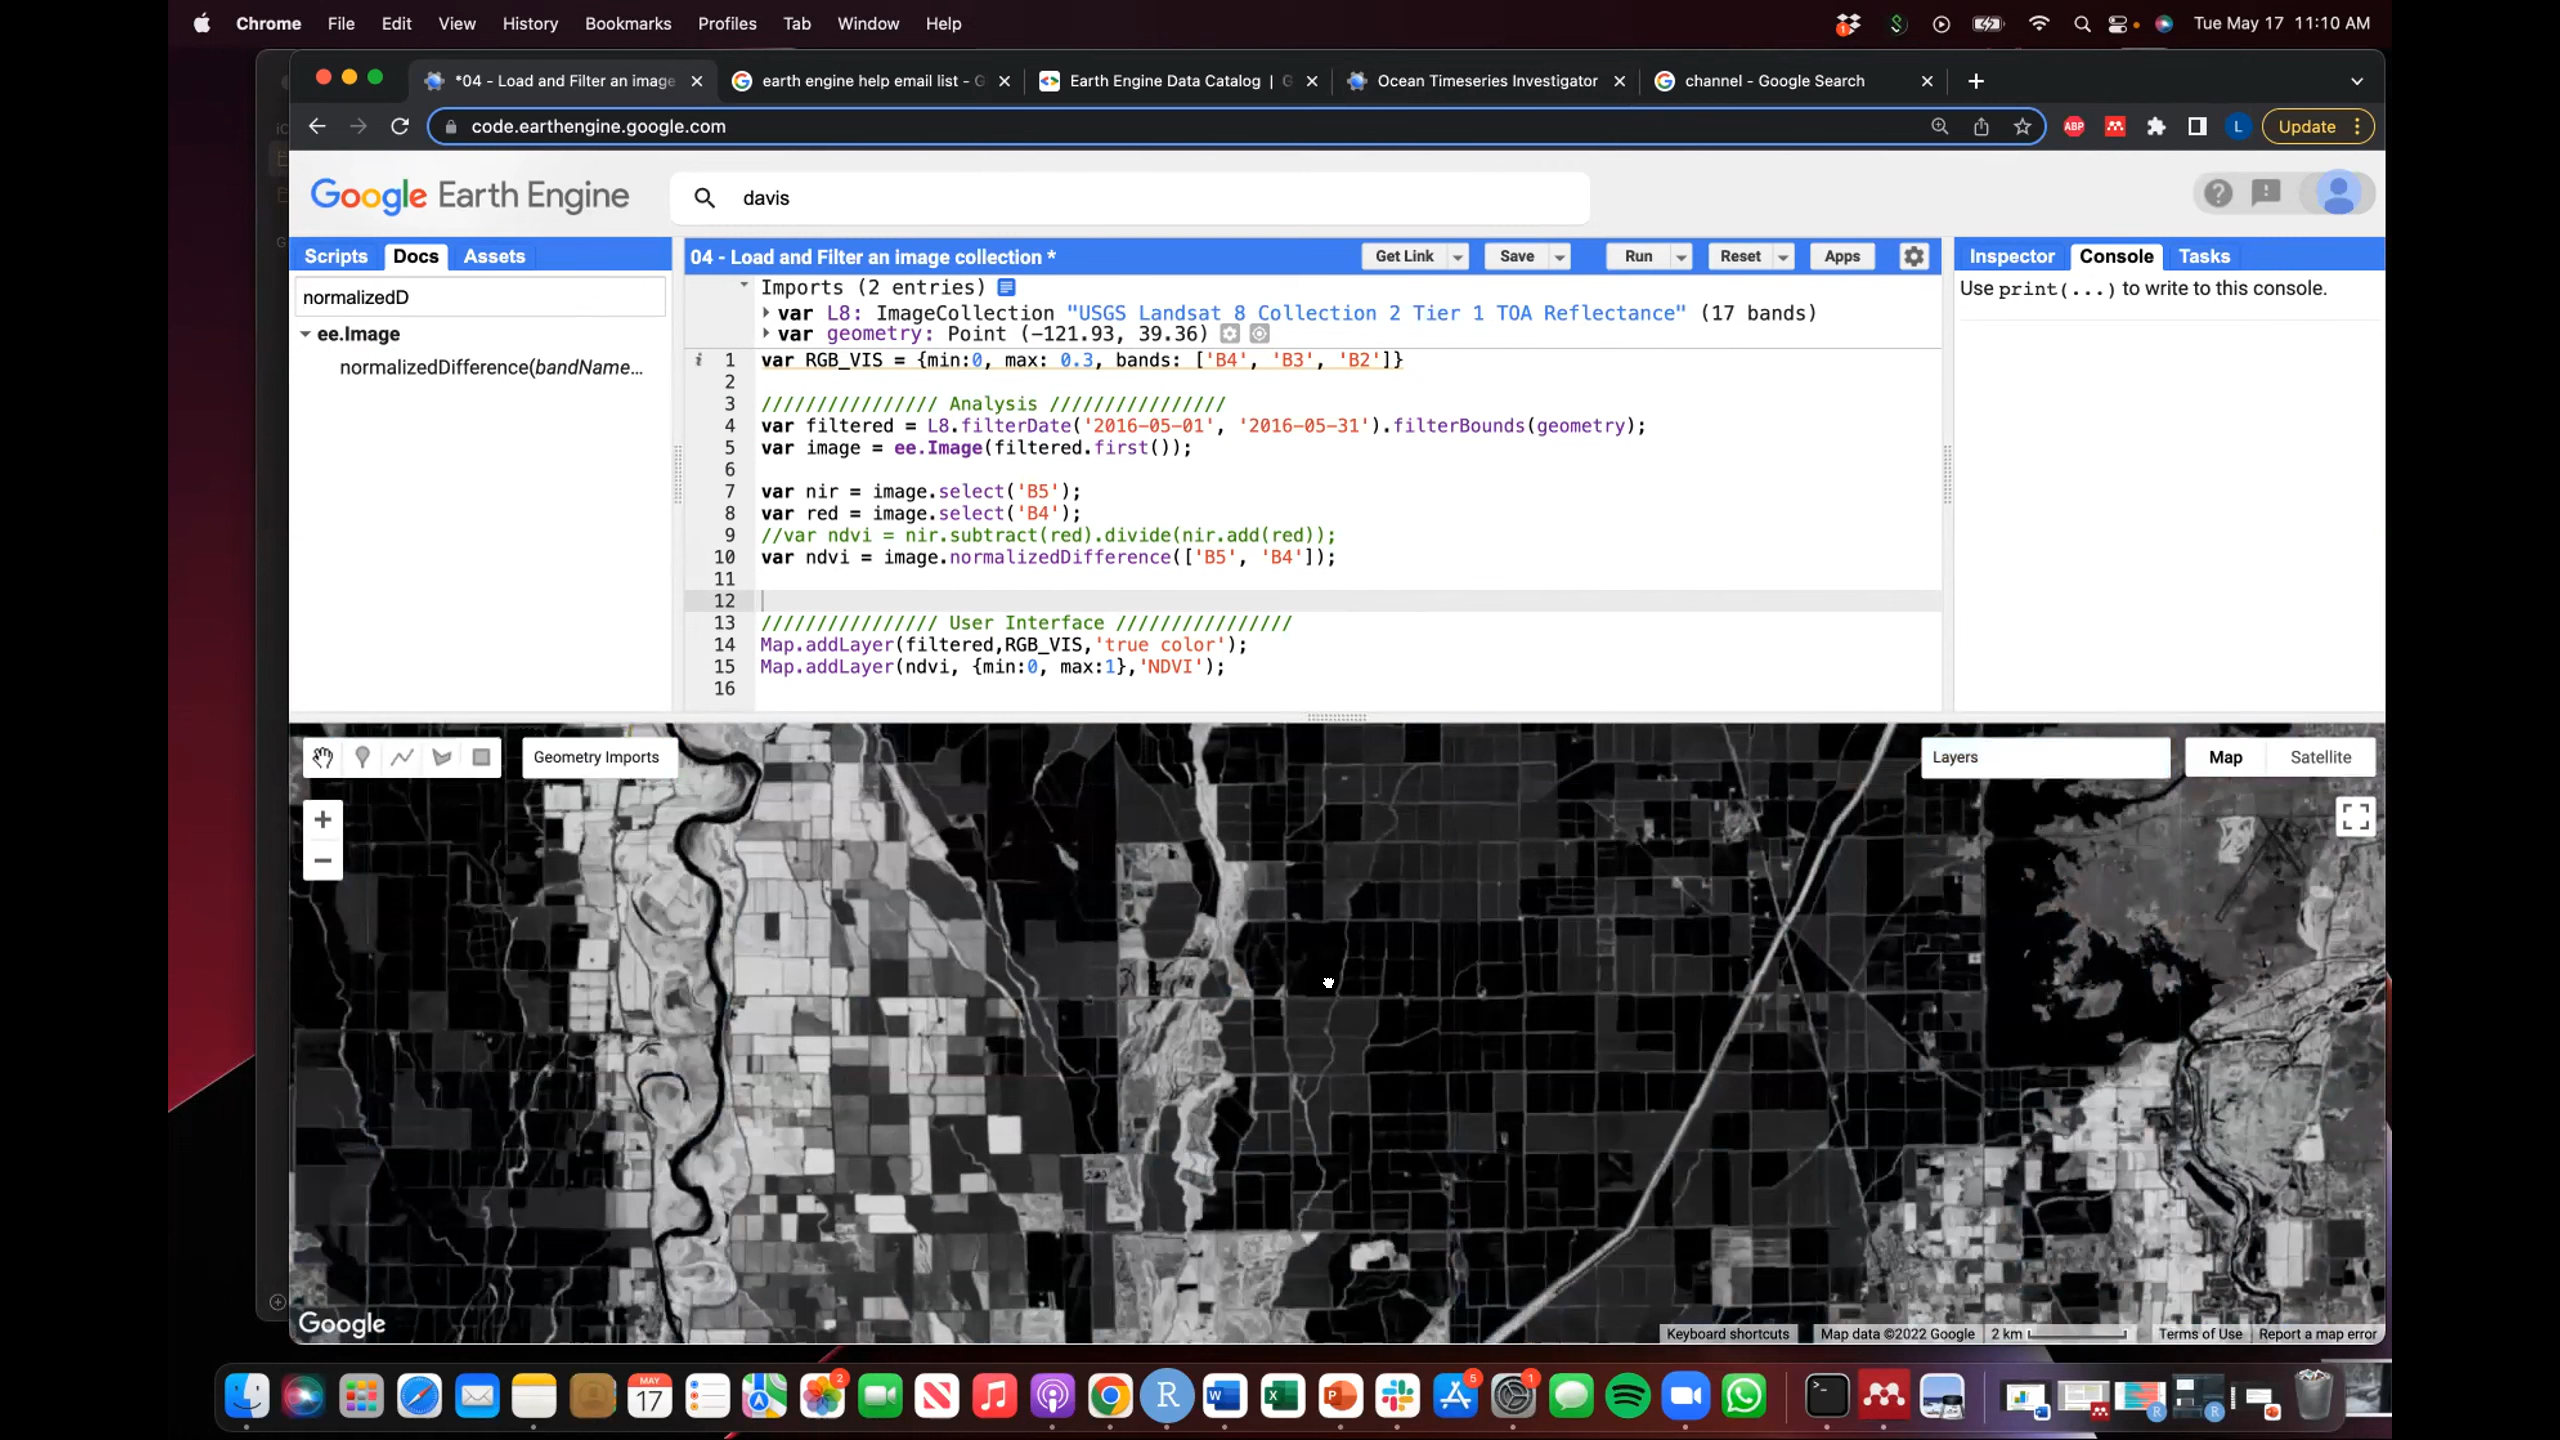 Chrome File Edit View History Bookmarks Profiles Tab Window Help
Tue May 17 11:10 AM
*04 - Load and Filter an image
earth engine help email list - G
Earth Engine Data Catalog | G
Ocean Timeseries Investigator
channel - Google Search
code.earthengine.google.com
ABP
L
Update
Google Earth Engine
davis
Scripts Docs Assets
04 - Load and Filter an image collection *
Get Link Save Run Reset Apps
Inspector Console Tasks
normalizedD
ee.Image
normalizedDifference(bandName...
Use print(...) to write to this console.
Imports (2 entries)
var L8: ImageCollection "USGS Landsat 8 Collection 2 Tier 1 TOA Reflectance" (17 bands)
var geometry: Point (-121.93, 39.36)
i 1 var RGB_VIS = {min:0, max: 0.3, bands: ['B4', 'B3', 'B2']}
2
3 //////////////// Analysis ////////////////
4 var filtered = L8.filterDate('2016-05-01', '2016-05-31').filterBounds(geometry);
5 var image = ee.Image(filtered.first());
6
7 var nir = image.select('B5');
8 var red = image.select('B4');
9 //var ndvi = nir.subtract(red).divide(nir.add(red));
10 var ndvi = image.normalizedDifference(['B5', 'B4']);
11
12
13 //////////////// User Interface ////////////////
14 Map.addLayer(filtered,RGB_VIS,'true color');
15 Map.addLayer(ndvi, {min:0, max:1},'NDVI');
16
Geometry Imports
Layers
Map Satellite
+
−
Google
Keyboard shortcuts Map data ©2022 Google 2 km Terms of Use Report a map error
MAY
17
2
5
1
R
W
X
P